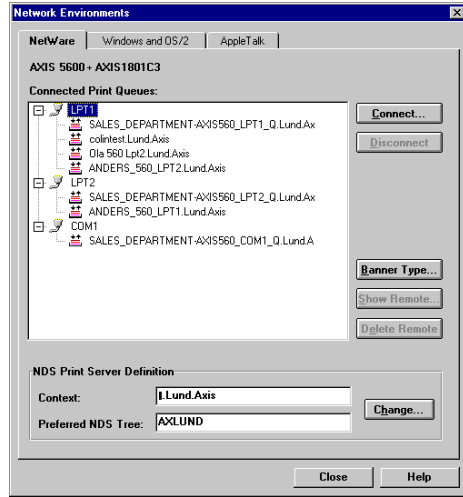 Network Environments
NetWare
Windows and OS/2
AppleTalk
AXIS 5600+ AXIS1801C3
Connected Print Queues:
LPT1
SALES_DEPARTMENT-AXIS560_LPT1_Q.Lund.Ax
colintest.Lund.Axis
Ola 560 Lpt2.Lund.Axis
ANDERS_560_LPT2.Lund.Axis
LPT2
SALES_DEPARTMENT-AXIS560_LPT2_Q.Lund.Ax
ANDERS_560_LPT1.Lund.Axis
COM1
SALES_DEPARTMENT-AXIS560_COM1_Q.Lund.A
Connect...
Disconnect
Banner Type...
Show Remote...
Delete Remote
NDS Print Server Definition
Context:
.Lund.Axis
Preferred NDS Tree:
AXLUND
Change...
Close
Help